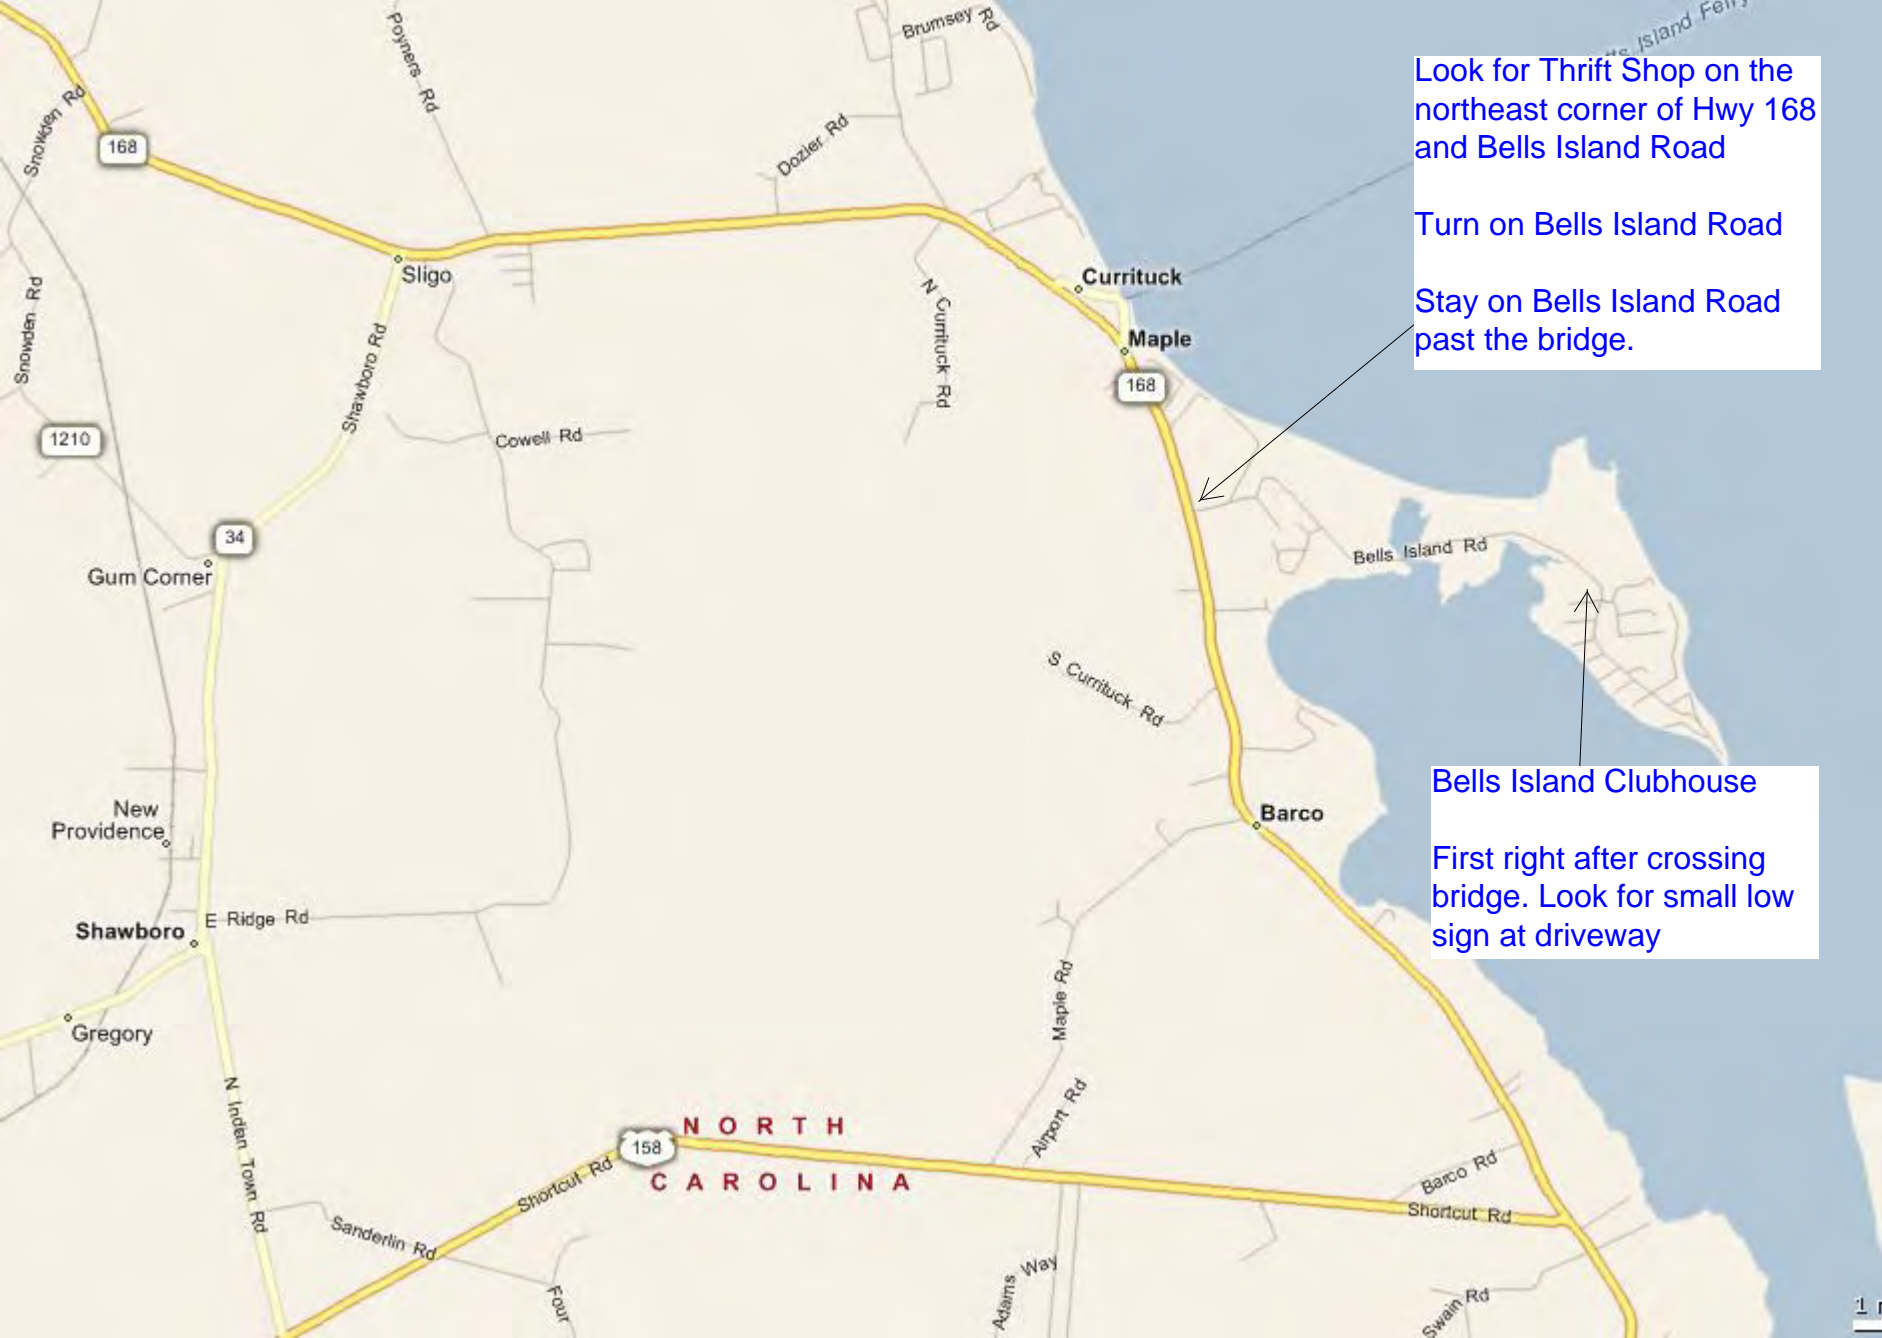 Brumsey Rd
Island Ferry
Poyners Rd
Look for Thrift Shop on the
northeast corner of Hwy 168
and Bells Island Road
Turn on Bells Island Road
Stay on Bells Island Road
past the bridge.
Snowden Rd
168
Dozier Rd
Sligo
Currituck
Snowden Rd
N Currituck Rd
Maple
168
Shawboro Rd
1210
Cowell Rd
34
Gum Corner
Bells Island Rd
S Currituck Rd
Bells Island Clubhouse
First right after crossing
bridge. Look for small low
sign at driveway
New
Providence
Barco
E Ridge Rd
Shawboro
Maple Rd
Gregory
N Indian Town Rd
Airport Rd
NORTH
158
CAROLINA
Shortcut Rd
Barco Rd
Shortcut Rd
Sanderlin Rd
Four
Adams Way
Swain Rd
1